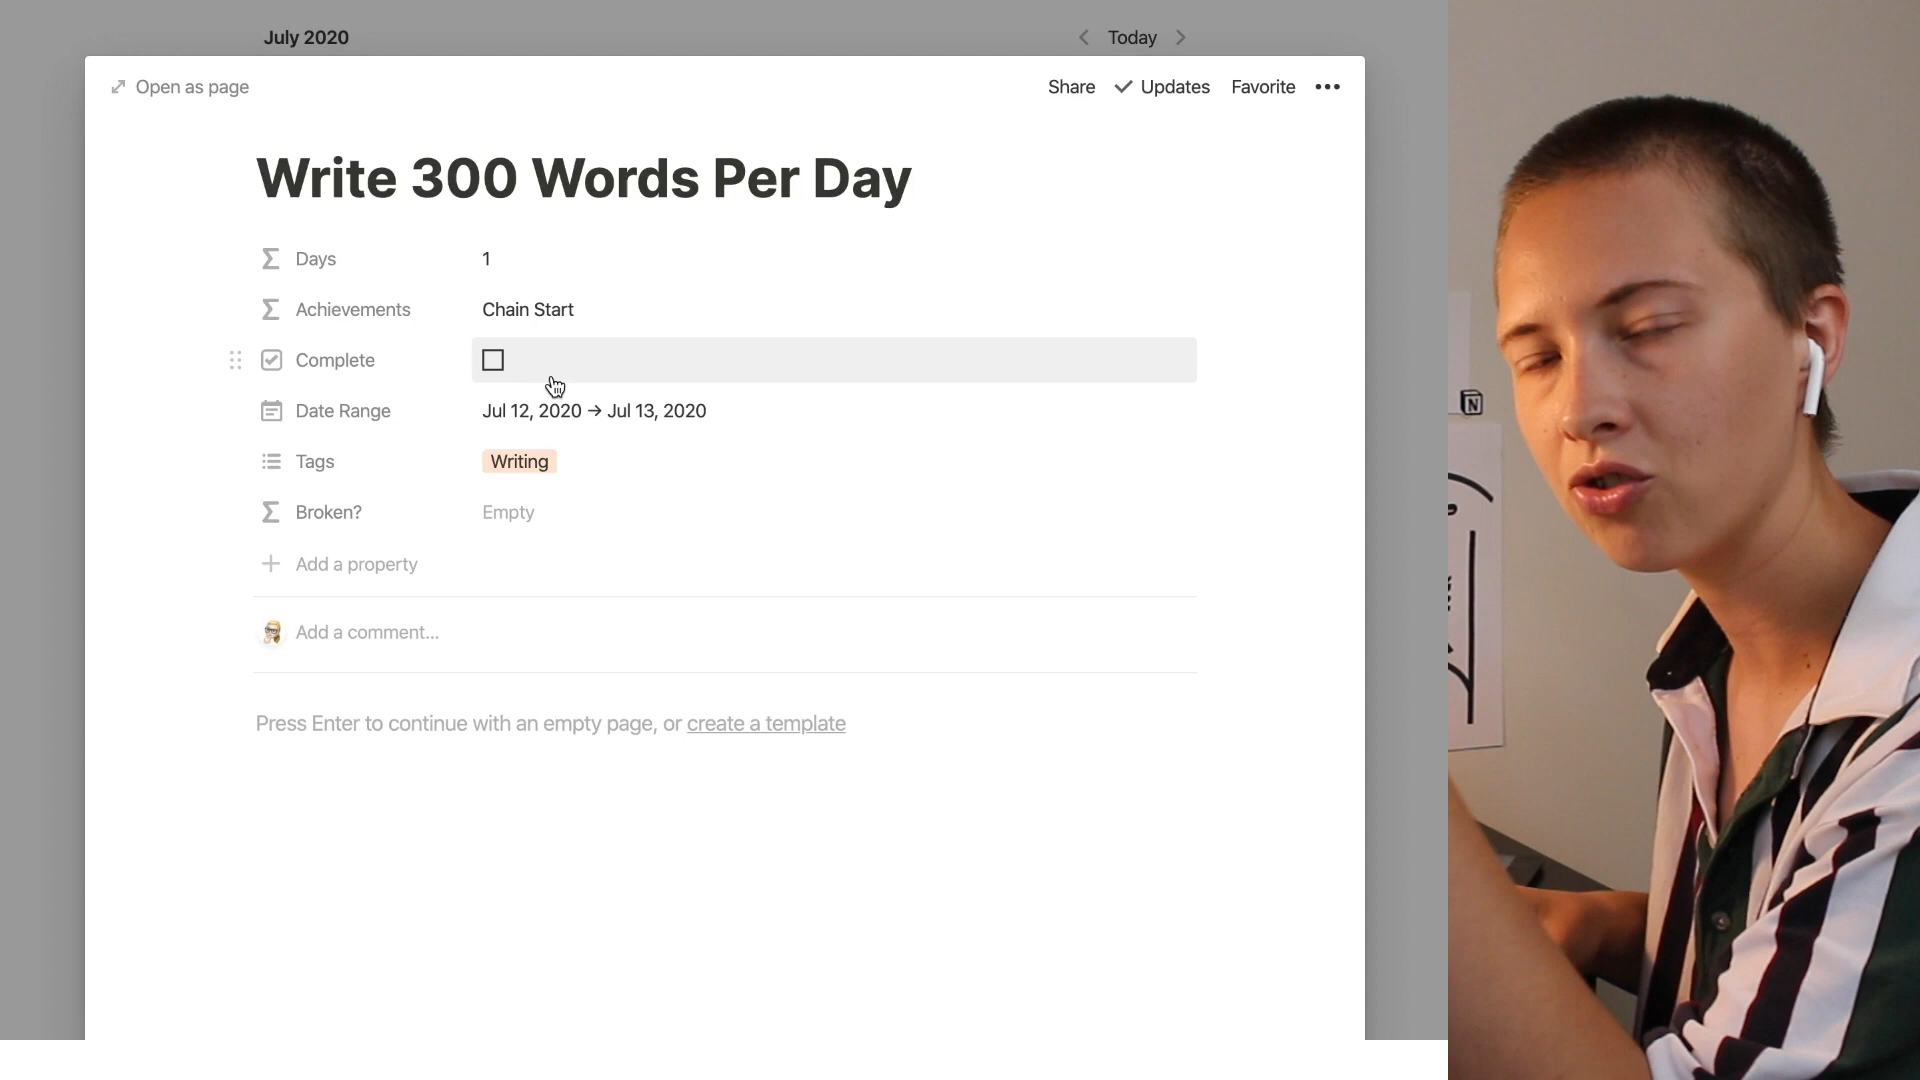 July 2020
Today
Open as page
Share Updates Favorite •••
Write 300 Words Per Day
Days 1
Achievements Chain Start
Complete
Date Range Jul 12, 2020 → Jul 13, 2020
Tags Writing
Broken? Empty
Add a property
Add a comment...
Press Enter to continue with an empty page, or create a template
N